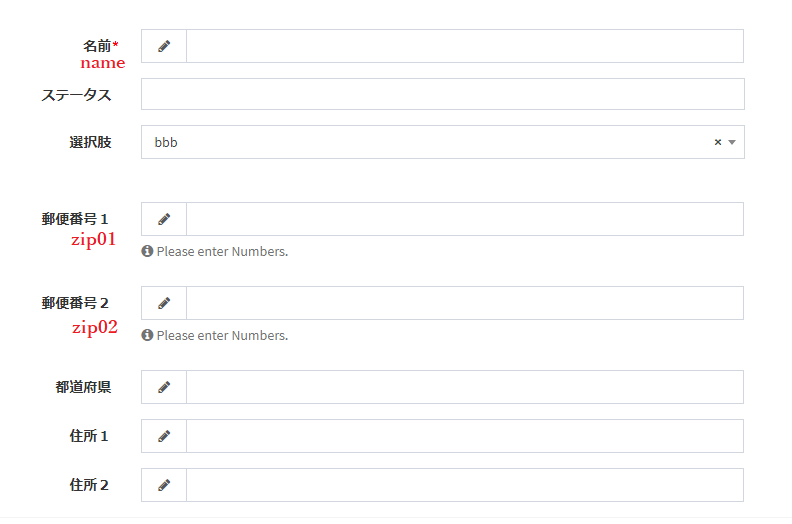 名前*
name
ステータス
選択肢
bbb × 
郵便番号１
zip01
Please enter Numbers.
郵便番号２
zip02
Please enter Numbers.
都道府県
住所１
住所２